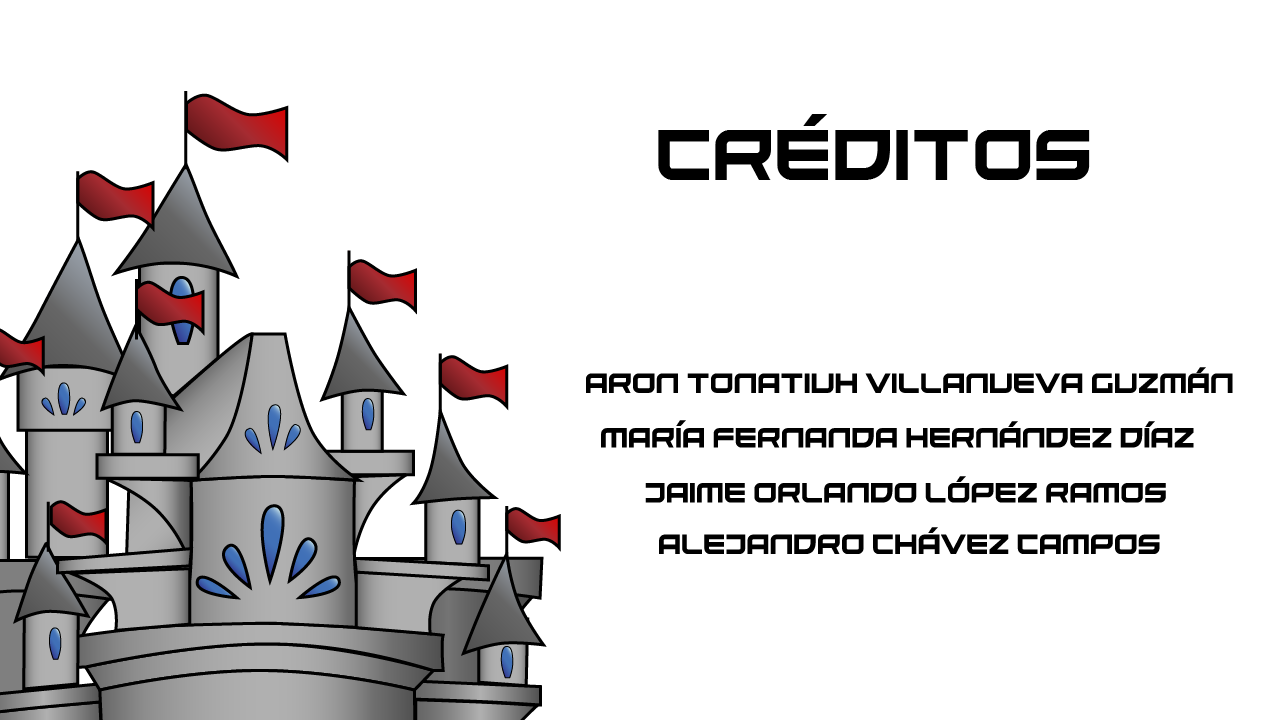 CRÉDITOS
ARON TONATIUH VILLANUEVA GUZMÁN
MARÍA FERNANDA HERNÁNDEZ DÍAZ
JAIME ORLANDO LÓPEZ RAMOS
ALEJANDRO CHÁVEZ CAMPOS